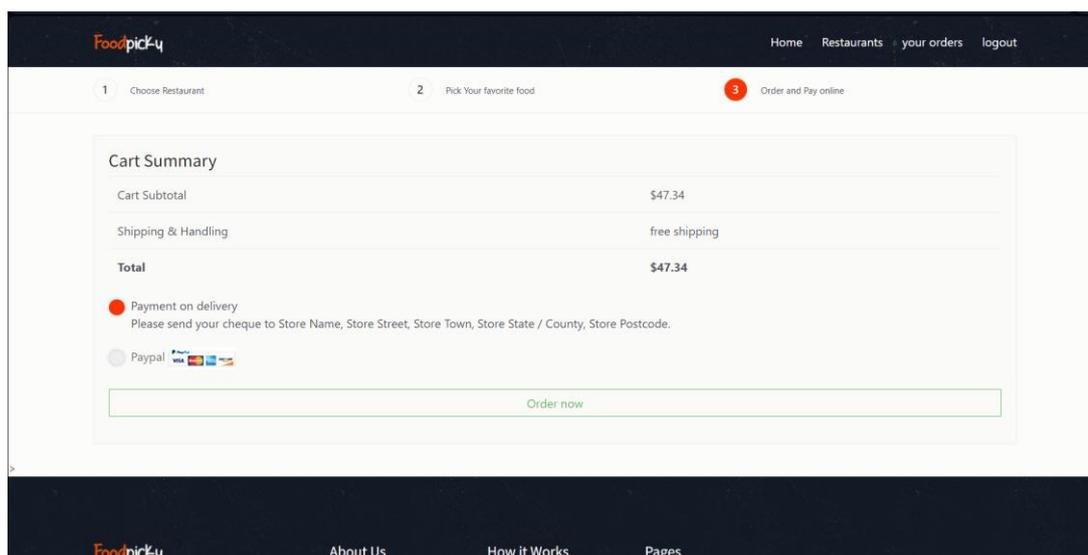 Foodpicky
Home Restaurants your orders logout
1 Choose Restaurant 2 Pick Your favorite food 3 Order and Pay online
Cart Summary
Cart Subtotal $47.34
Shipping & Handling free shipping
Total $47.34
Payment on delivery
Please send your cheque to Store Name, Store Street, Store Town, Store State / County, Store Postcode.
Paypal VISA
Order now
>
Foodpicky About Us How it Works Pages